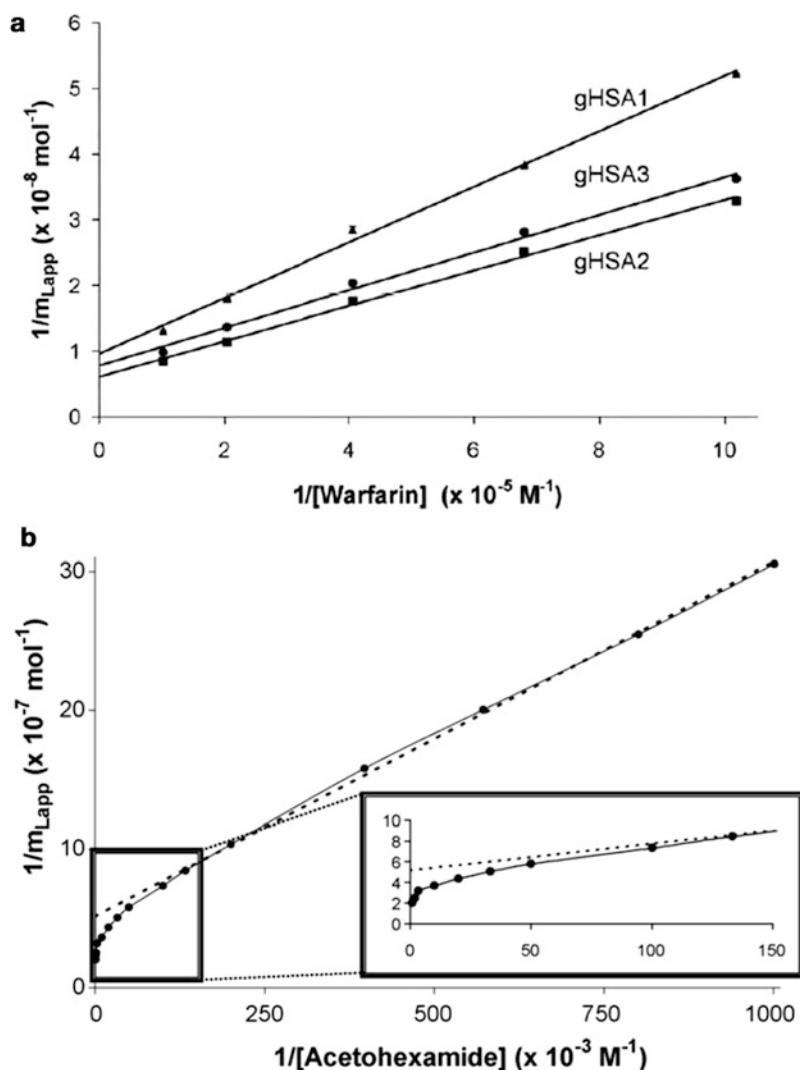 a
6
5
4
3
2
1
0
1/mLapp (x 10-8 mol-1)
gHSA1
gHSA3
gHSA2
0 2 4 6 8 10
1/[Warfarin] (x 10-5 M-1)
b
30
20
10
0
1/mLapp (x 10-7 mol-1)
10
8
6
4
2
0
0 50 100 150
0 250 500 750 1000
1/[Acetohexamide] (x 10-3 M-1)